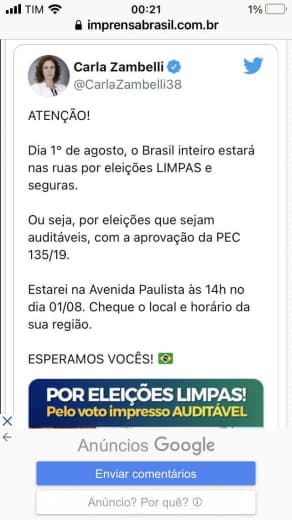 TIM 00:21 1%
imprensabrasil.com.br
Carla Zambelli
@CarlaZambelli38
ATENÇÃO!
Dia 1º de agosto, o Brasil inteiro estará
nas ruas por eleições LIMPAS e
seguras.
Ou seja, por eleições que sejam
auditáveis, com a aprovação da PEC
135/19.
Estarei na Avenida Paulista às 14h no
dia 01/08. Cheque o local e horário da
sua região.
ESPERAMOS VOCÊS!
POR ELEIÇÕES LIMPAS!
Pelo voto impresso AUDITÁVEL
Anúncios Google
Enviar comentários
Anúncio? Por quê?